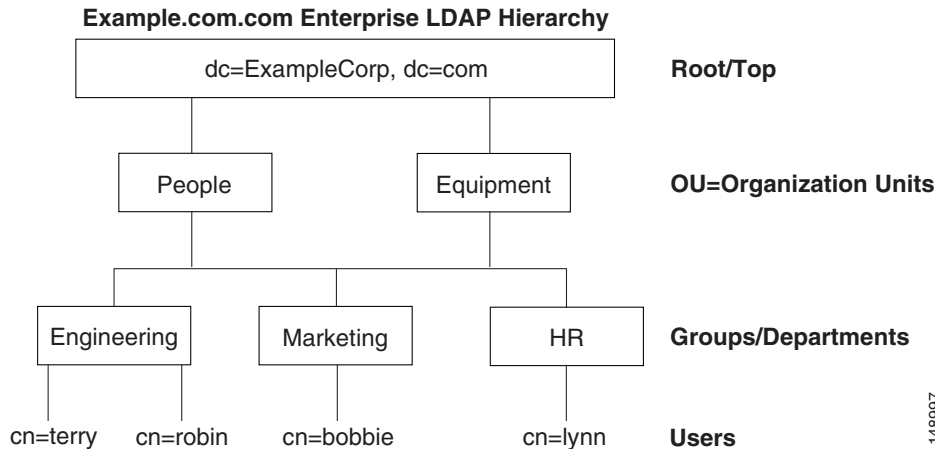 Example.com.com Enterprise LDAP Hierarchy
dc=ExampleCorp, dc=com
Root/Top
People
Equipment
OU=Organization Units
Engineering
Marketing
HR
Groups/Departments
cn=terry
cn=robin
cn=bobbie
cn=lynn
Users
148997